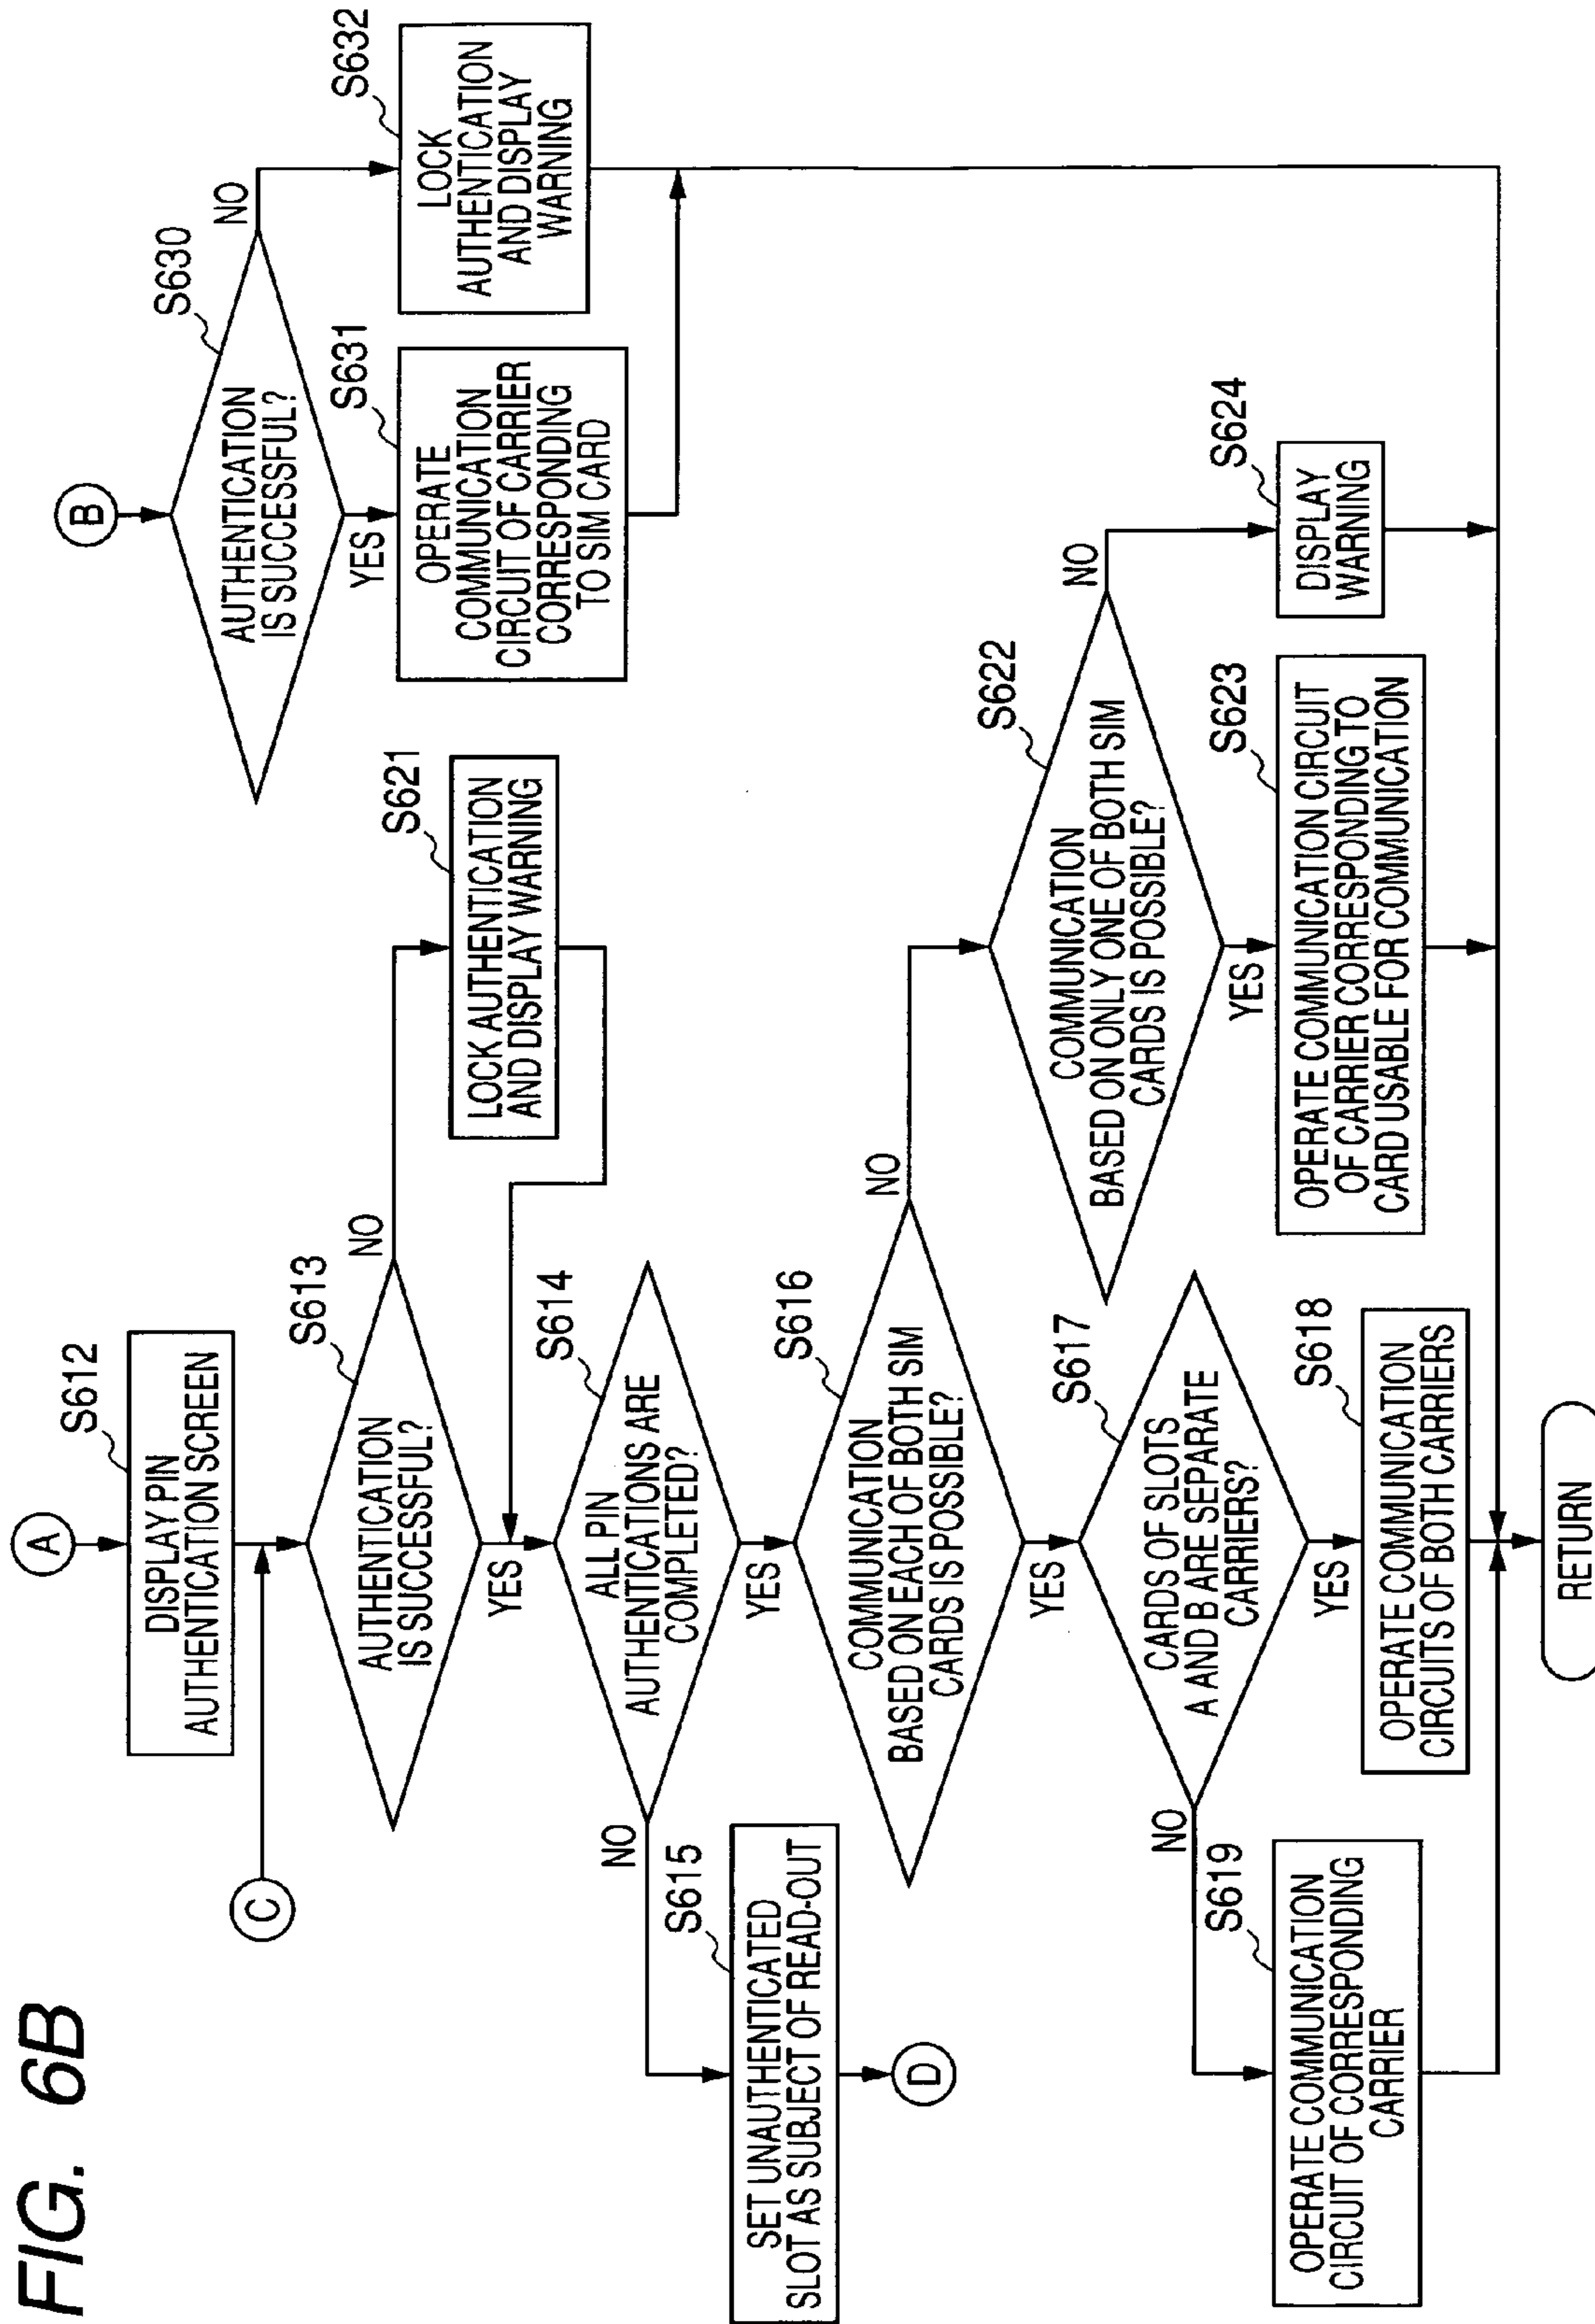 FIG. 6B
A
S612
DISPLAY PIN
AUTHENTICATION SCREEN
C
S613
AUTHENTICATION
IS SUCCESSFUL?
NO
YES
S621
LOCK AUTHENTICATION
AND DISPLAY WARNING
S614
ALL PIN
AUTHENTICATIONS ARE
COMPLETED?
NO
YES
S615
SET UNAUTHENTICATED
SLOT AS SUBJECT OF READ-OUT
D
S616
COMMUNICATION
BASED ON EACH OF BOTH SIM
CARDS IS POSSIBLE?
NO
YES
S617
CARDS OF SLOTS
A AND B ARE SEPARATE
CARRIERS?
NO
YES
S619
OPERATE COMMUNICATION
CIRCUIT OF CORRESPONDING
CARRIER
S618
OPERATE COMMUNICATION
CIRCUITS OF BOTH CARRIERS
S622
COMMUNICATION
BASED ON ONLY ONE OF BOTH SIM
CARDS IS POSSIBLE?
NO
YES
S623
OPERATE COMMUNICATION CIRCUIT
OF CARRIER CORRESPONDING TO
CARD USABLE FOR COMMUNICATION
S624
DISPLAY
WARNING
B
S630
AUTHENTICATION
IS SUCCESSFUL?
NO
YES
S631
OPERATE
COMMUNICATION
CIRCUIT OF CARRIER
CORRESPONDING
TO SIM CARD
S632
LOCK
AUTHENTICATION
AND DISPLAY
WARNING
RETURN